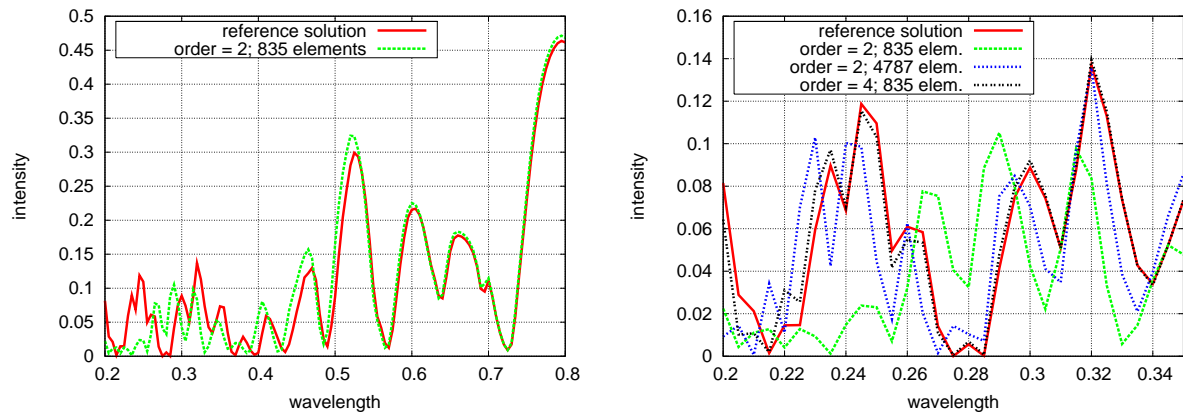 0.5
0.45
0.4
0.35
0.3
0.25
0.2
0.15
0.1
0.05
0
0.2 0.3 0.4 0.5 0.6 0.7 0.8
intensity
wavelength
reference solution
order = 2; 835 elements
0.16
0.14
0.12
0.1
0.08
0.06
0.04
0.02
0
0.2 0.22 0.24 0.26 0.28 0.3 0.32 0.34
intensity
wavelength
reference solution
order = 2; 835 elem.
order = 2; 4787 elem.
order = 4; 835 elem.